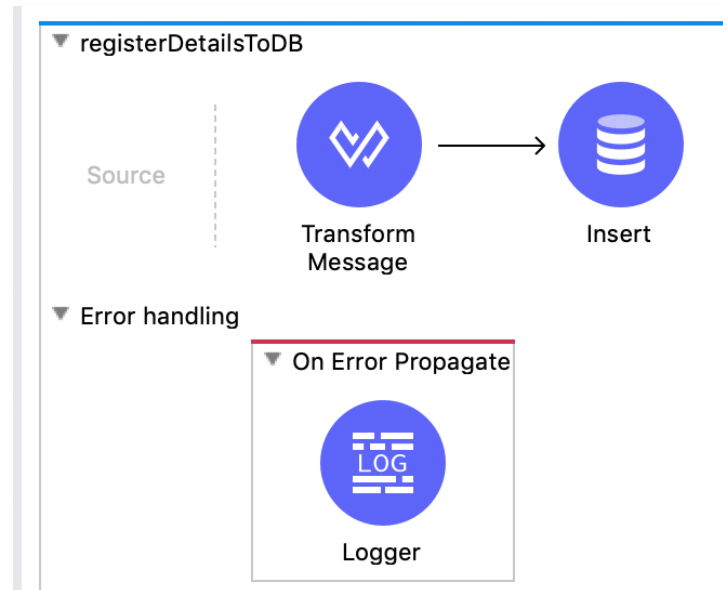 registerDetailsToDB
Source
Transform
Message
Insert
Error handling
On Error Propagate
LOG
Logger